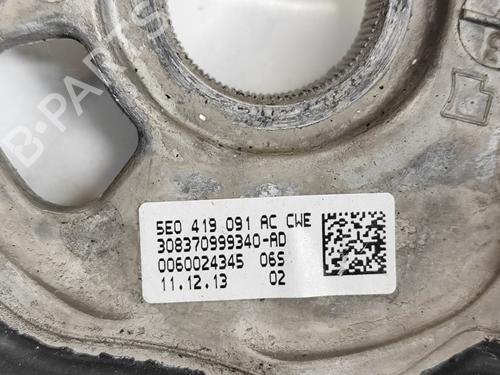 B-PARTS
5E0 419 091 AC CWE
308370999340-AD
0060024345 06S
11.12.13 02